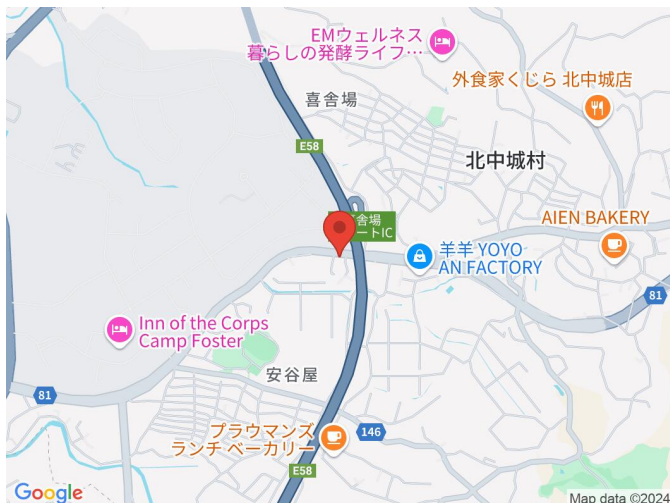 EMウェルネス
暮らしの発酵ライフ…
外食家くじら 北中城店
喜舎場
E58
北中城村
舎場
ートIC
AIEN BAKERY
羊羊 YOYO
AN FACTORY
81
Inn of the Corps
Camp Foster
安谷屋
81
プラウマンズ
ランチ ベーカリー
146
E58
Google
Map data ©2024